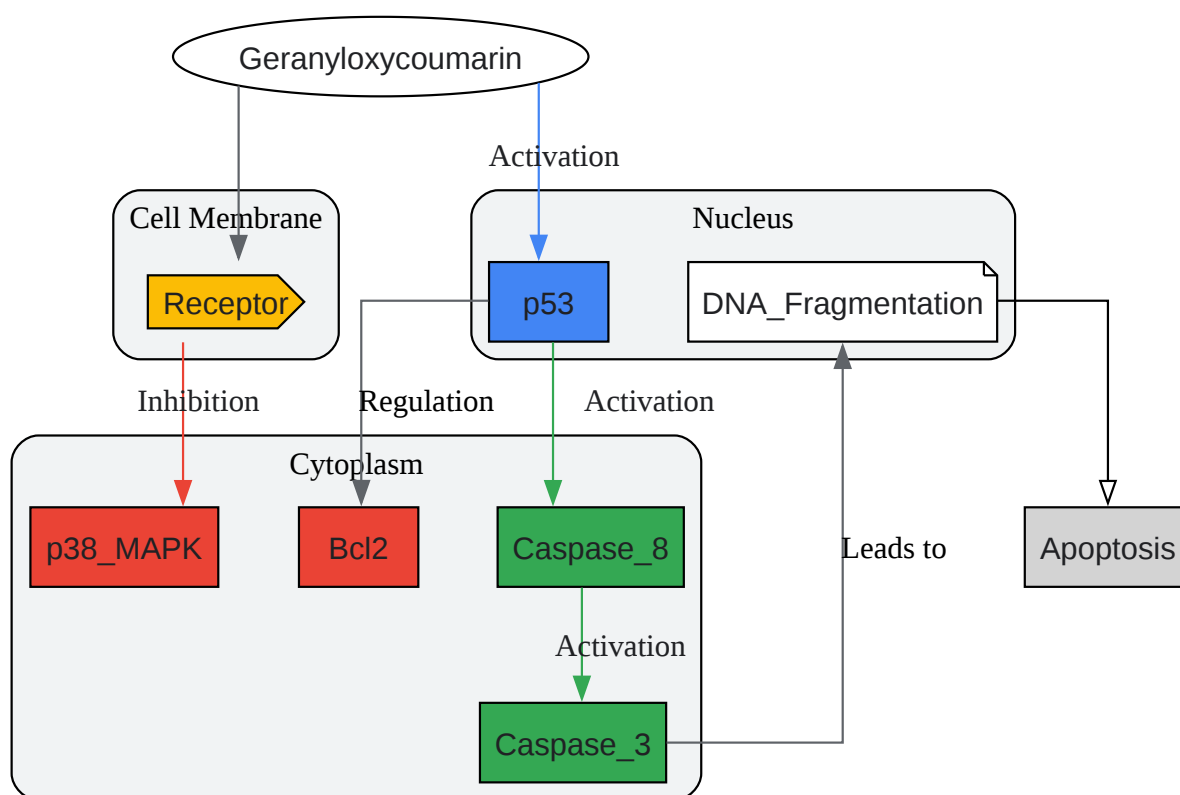 Geranyloxycoumarin
Activation
Cell Membrane
Nucleus
Receptor
p53
DNA_Fragmentation
Inhibition
Regulation
Activation
Cytoplasm
p38_MAPK
Bcl2
Caspase_8
Leads to
Apoptosis
Activation
Caspase_3